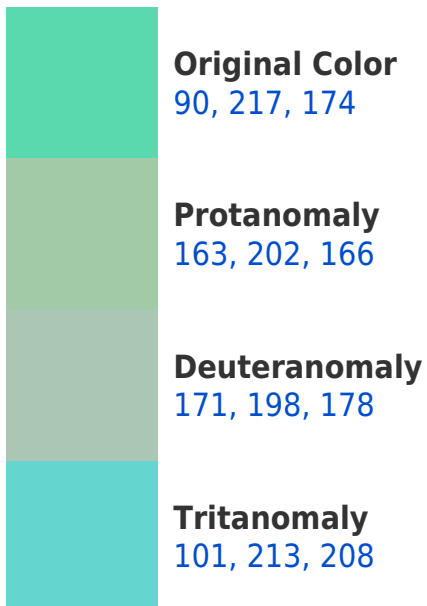 Original Color
90, 217, 174
Protanomaly
163, 202, 166
Deuteranomaly
171, 198, 178
Tritanomaly
101, 213, 208